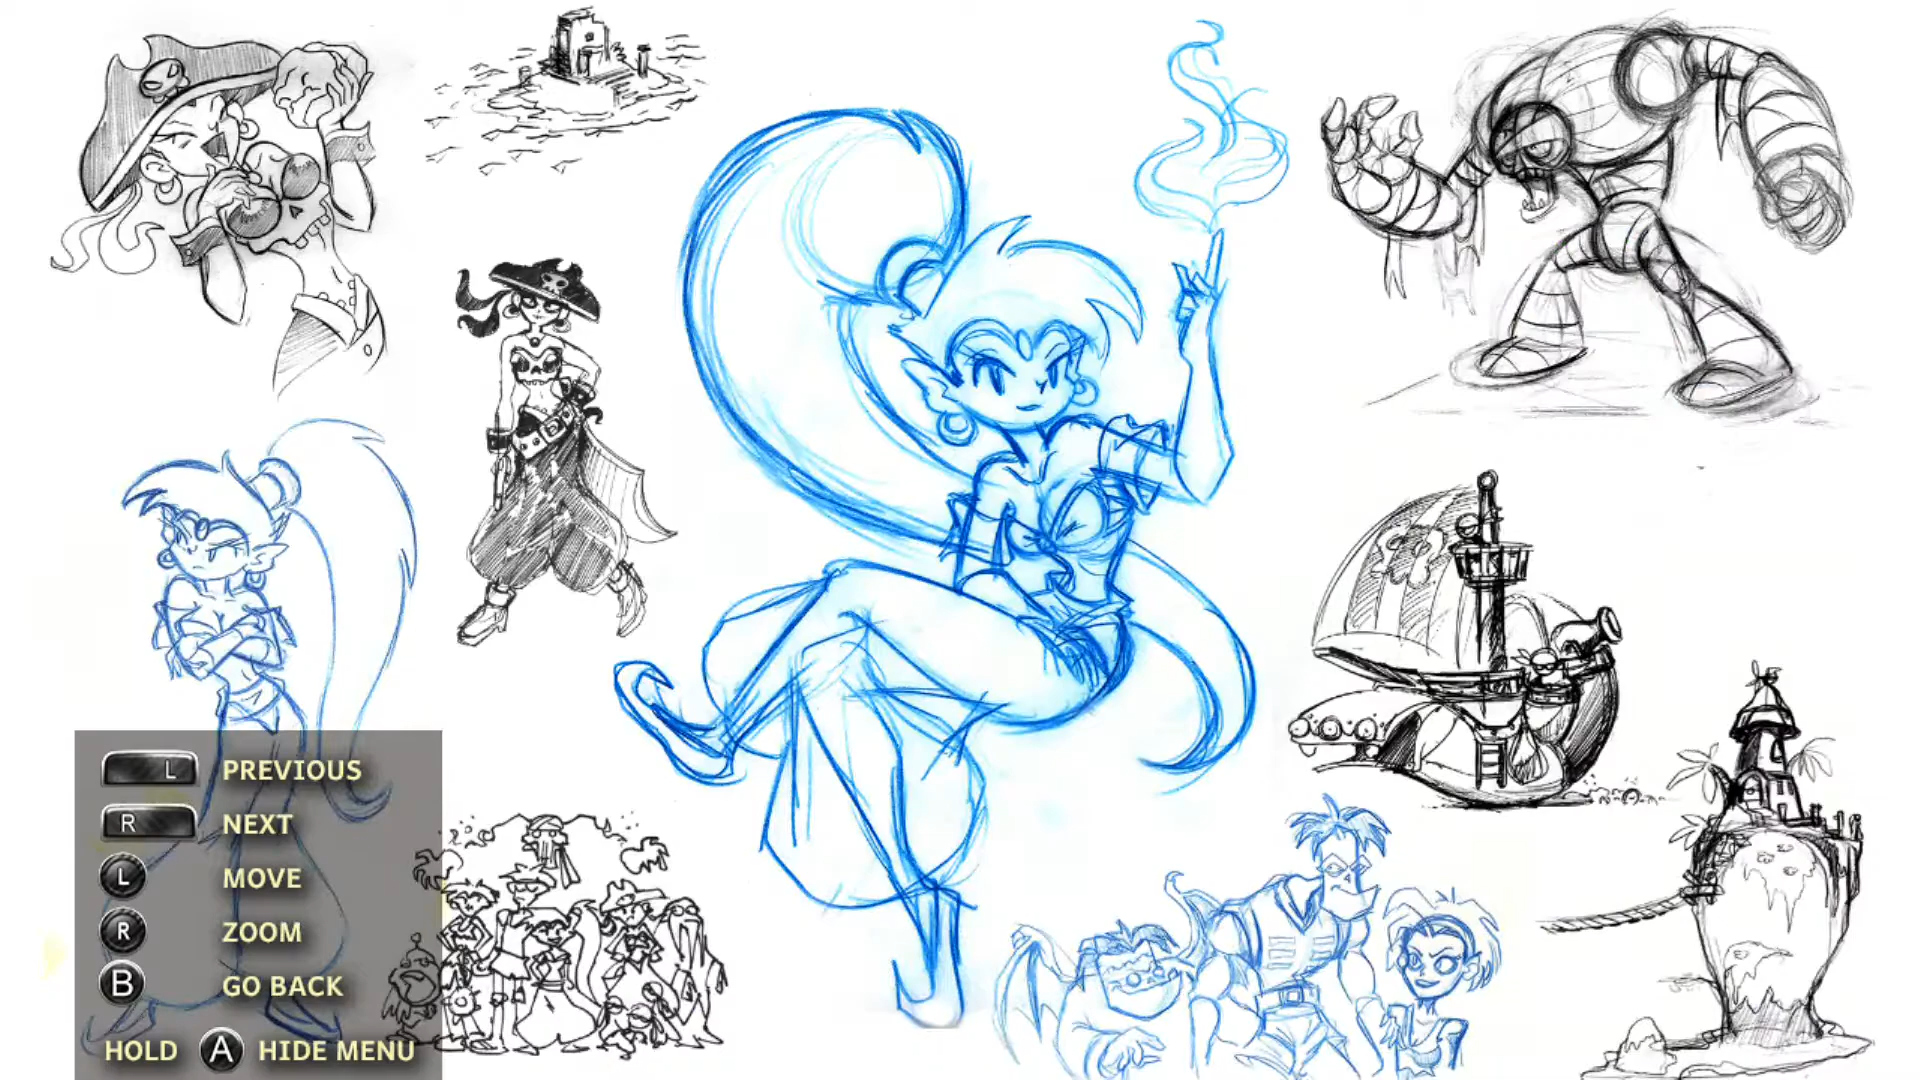 L PREVIOUS
R NEXT
L MOVE
R ZOOM
B GO BACK
HOLD A HIDE MENU